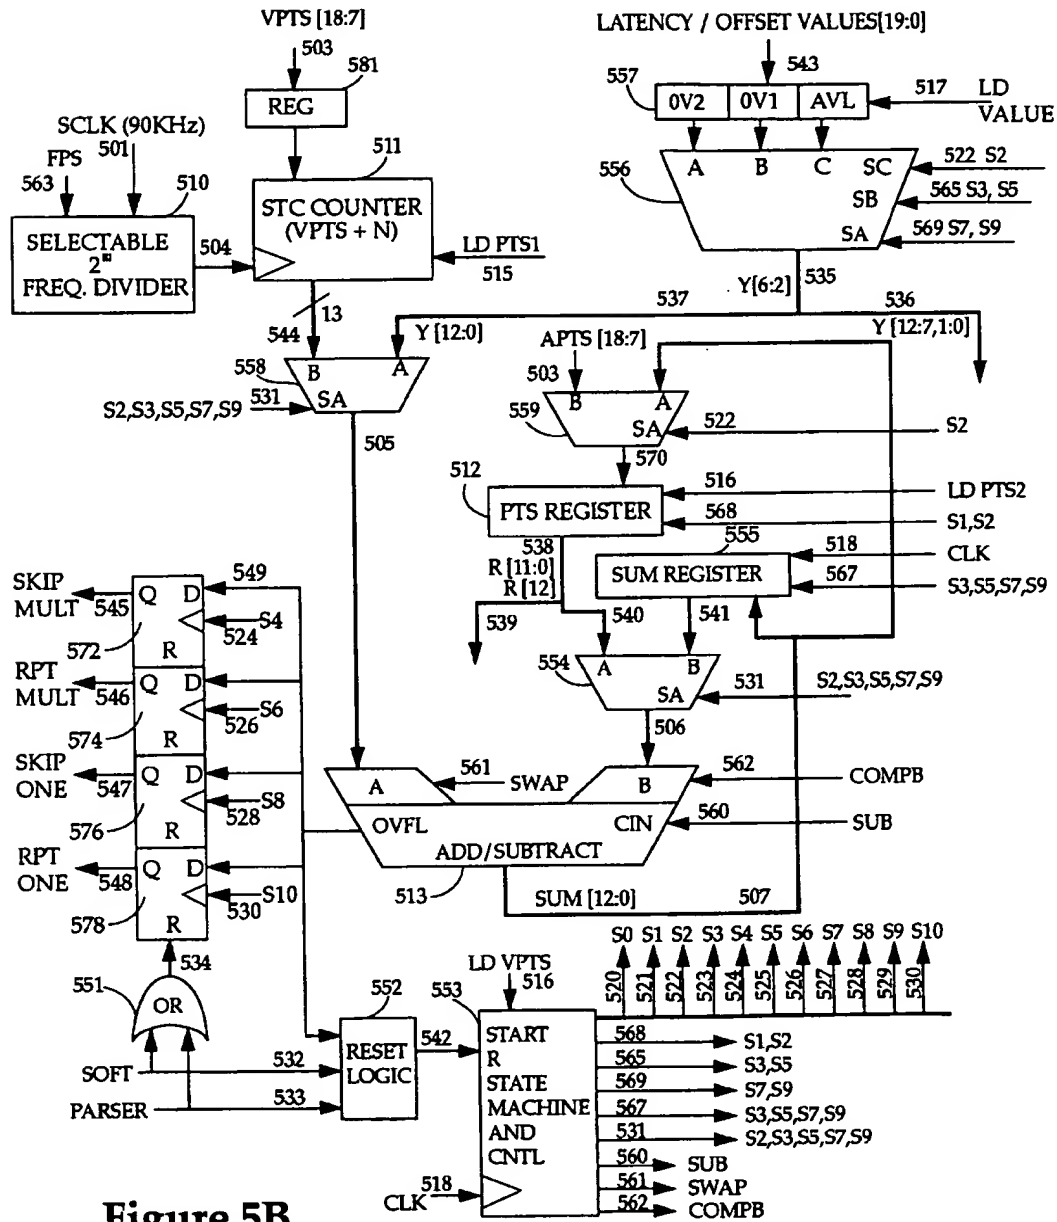 VPTS [18:7]
503
581
REG
LATENCY / OFFSET VALUES[19:0]
543
557
0V2 0V1 AVL
517 LD
VALUE
SCLK (90KHz)
501
FPS
563
510
SELECTABLE
FREQ. DIVIDER
504
511
STC COUNTER
(VPTS + N)
LD PTS1
515
556
A B C SC
SB
SA
522 S2
565 S3, S5
569 S7, S9
535
Y[6:2]
537
536
Y [12:0]
Y [12:7,1:0]
13
544
558
B A
SA
531
S2,S3,S5,S7,S9
505
APTS [18:7]
503
559
B A
SA
522
S2
570
512
PTS REGISTER
516
LD PTS2
568
S1,S2
538
R [11:0]
R [12]
539
540
555
SUM REGISTER
518
CLK
567
S3,S5,S7,S9
541
554
A B
SA
531
S2,S3,S5,S7,S9
506
SKIP
MULT
545
Q D
549
S4
524
572
R
RPT
MULT
546
Q D
S6
526
574
R
SKIP
ONE
547
Q D
S8
528
576
R
RPT
ONE
548
Q D
S10
530
578
R
534
551
OR
SOFT
532
PARSER
533
A
561
SWAP
B
562
COMPB
OVFL
CIN
560
SUB
ADD/SUBTRACT
513
SUM [12:0]
507
552
RESET
LOGIC
542
LD VPTS
516
553
START
R
STATE
MACHINE
AND
CNTL
518
CLK
S0 S1 S2 S3 S4 S5 S6 S7 S8 S9 S10
520 521 522 523 524 525 526 527 528 529 530
568
S1,S2
565
S3,S5
569
S7,S9
567
S3,S5,S7,S9
531
S2,S3,S5,S7,S9
560
SUB
561
SWAP
562
COMPB
Figure 5B